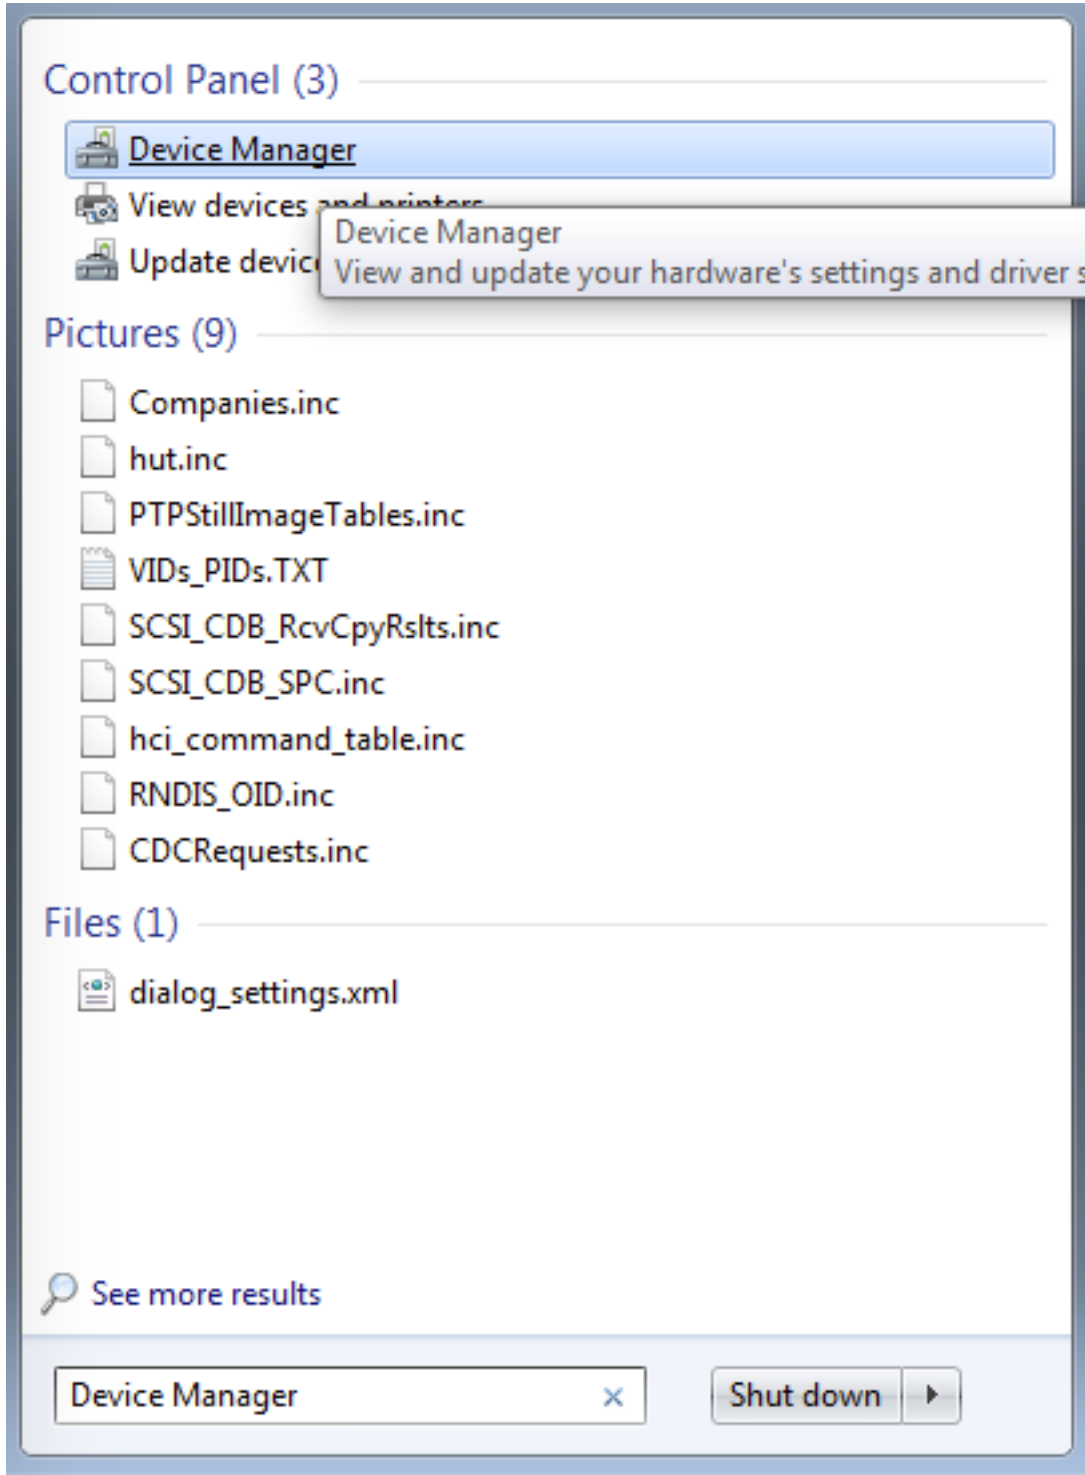 Control Panel (3)
Device Manager
View devices and printers
Device Manager
Update
View and update your hardware's settings and driver
Pictures (9)
Companies.inc
hut.inc
PTPStillImageTables.inc
VIDs_PIDs.TXT
SCSI_CDB_RcvCpyRslts.inc
SCSI_CDB_SPC.inc
hci_command_table.inc
RNDIS_OID.inc
CDCRequests.inc
Files (1)
dialog_settings.xml
See more results
Device Manager
Shut down